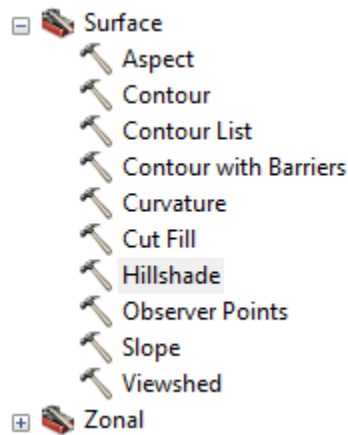 Surface
Aspect
Contour
Contour List
Contour with Barriers
Curvature
Cut Fill
Hillshade
Observer Points
Slope
Viewshed
Zonal